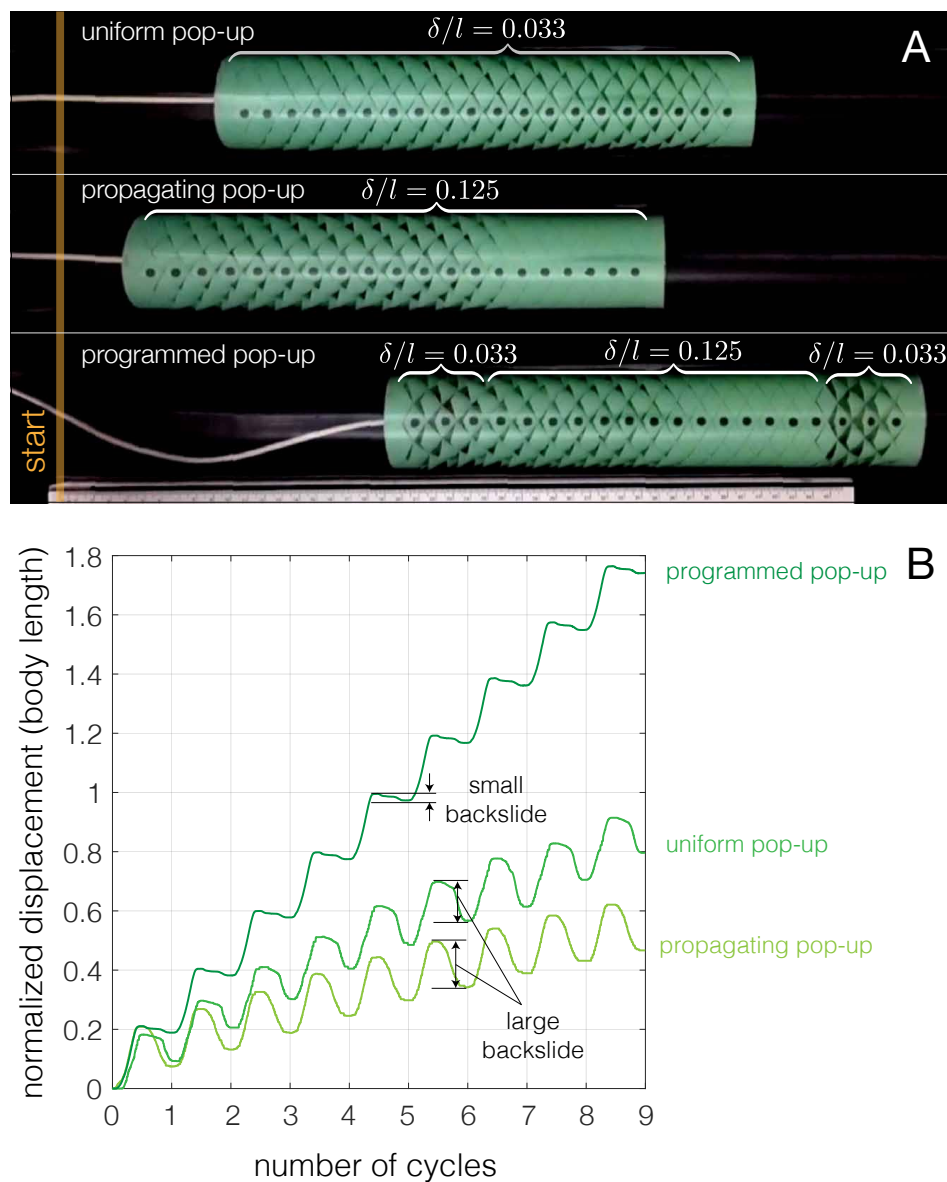 uniform pop-up
δ/l = 0.033
A
propagating pop-up
δ/l = 0.125
programmed pop-up
δ/l = 0.033
δ/l = 0.125
δ/l = 0.033
start
B
normalized displacement (body length)
1.8
1.6
1.4
1.2
1
0.8
0.6
0.4
0.2
0
programmed pop-up
small
backslide
uniform pop-up
propagating pop-up
large
backslide
0 1 2 3 4 5 6 7 8 9
number of cycles